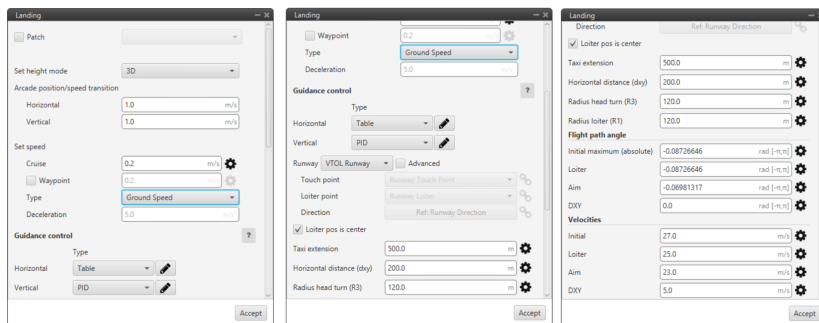 Landing
Patch
Set height mode 3D
Arcade position/speed transition
Horizontal 1.0 m/s
Vertical 1.0 m/s
Set speed
Cruise 0.2 m/s
Waypoint 0.2 m/s
Type Ground Speed
Deceleration 5.0 m/s²
Guidance control ?
Type
Horizontal Table
Vertical PID
Accept
Landing
Waypoint 0.2 m/s
Type Ground Speed
Deceleration 5.0 m/s²
Guidance control ?
Type
Horizontal Table
Vertical PID
Runway VTOL Runway Advanced
Touch point Runway Touch Point
Loiter point Runway Loiter
Direction Ref: Runway Direction
Loiter pos is center
Taxi extension 500.0 m
Horizontal distance (dxy) 200.0 m
Radius head turn (R3) 120.0 m
Accept
Landing
Direction Ref: Runway Direction
Loiter pos is center
Taxi extension 500.0 m
Horizontal distance (dxy) 200.0 m
Radius head turn (R3) 120.0 m
Radius loiter (R1) 120.0 m
Flight path angle
Initial maximum (absolute) -0.08726646 rad [-π,π]
Loiter -0.08726646 rad [-π,π]
Aim -0.06981317 rad [-π,π]
DXY 0.0 rad [-π,π]
Velocities
Initial 27.0 m/s
Loiter 25.0 m/s
Aim 23.0 m/s
DXY 5.0 m/s
Accept